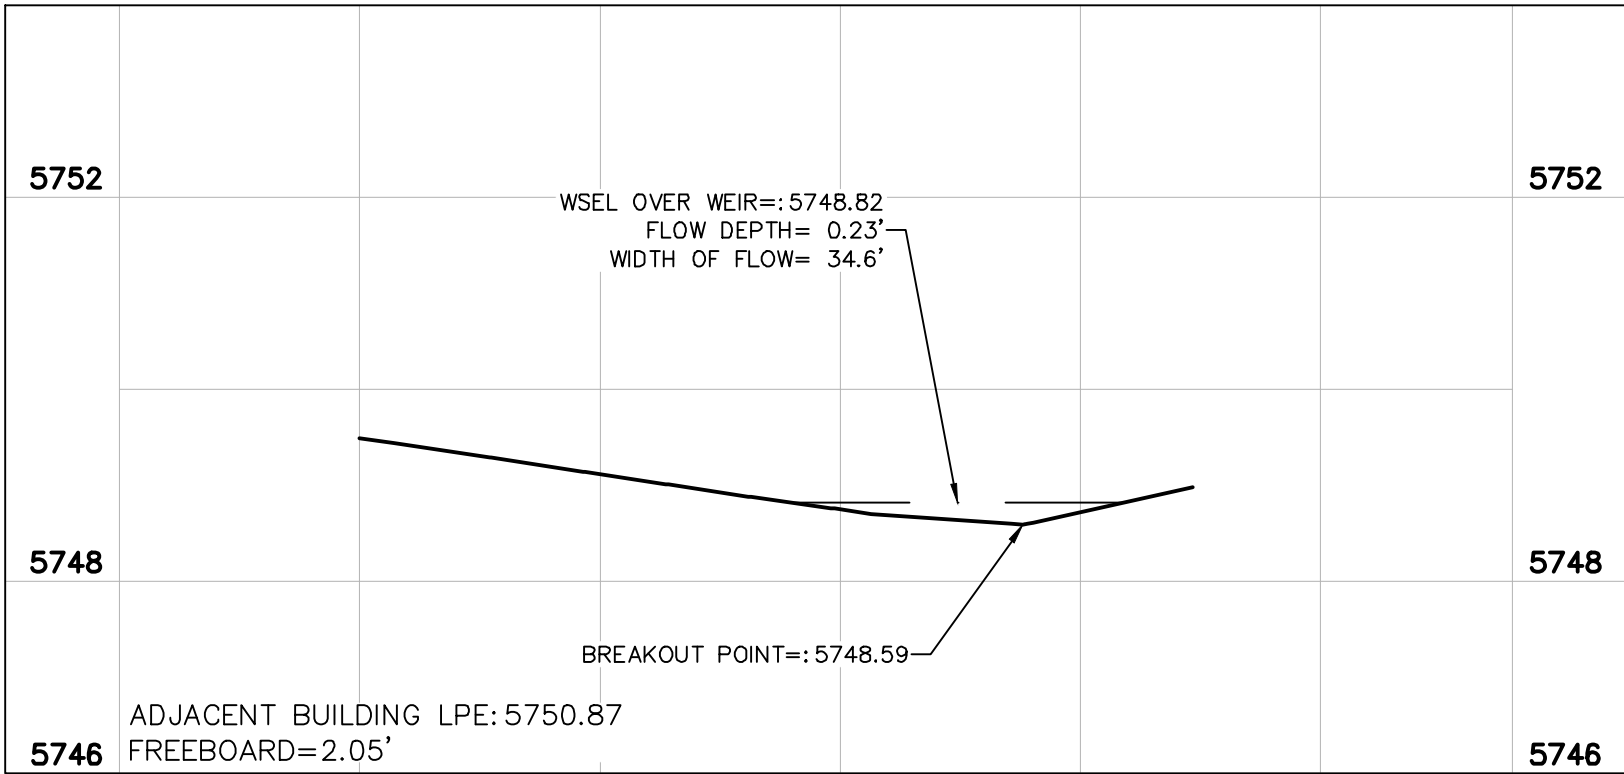 5752
5752
WSEL OVER WEIR=:5748.82
FLOW DEPTH= 0.23'
WIDTH OF FLOW= 34.6'
5748
5748
BREAKOUT POINT=:5748.59
ADJACENT BUILDING LPE:5750.87
FREEBOARD=2.05'
5746
5746